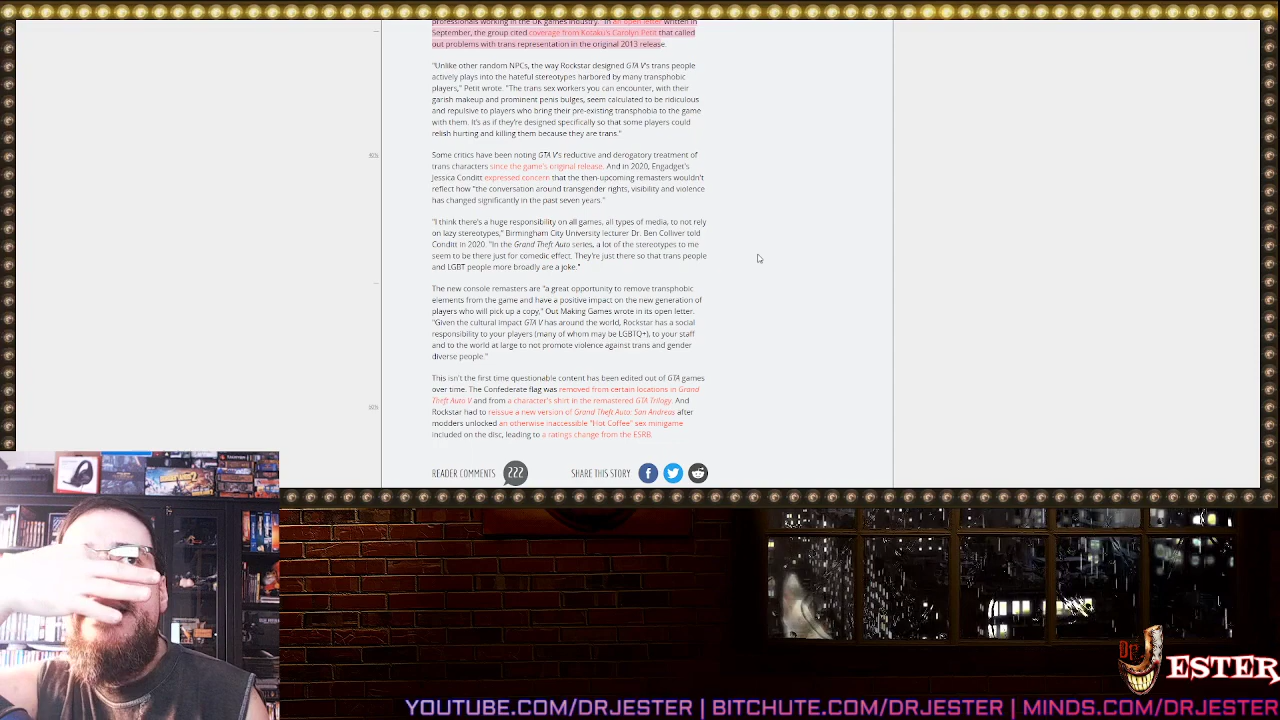 professionals working in the UK games industry." In an open letter written in
September, the group cited coverage from Kotaku's Carolyn Petit that called
out problems with trans representation in the original 2013 release.
"Unlike other random NPCs, the way Rockstar designed GTA V's trans people
actively plays into the hateful stereotypes harbored by many transphobic
players," Petit wrote. "The trans sex workers you can encounter, with their
garish makeup and prominent penis bulges, seem calculated to be ridiculous
and repulsive to players who bring their pre-existing transphobia to the game
with them. It's as if they're designed specifically so that some players could
relish hurting and killing them because they are trans."
40%
Some critics have been noting GTA V's reductive and derogatory treatment of
trans characters since the game's original release. And in 2020, Engadget's
Jessica Conditt expressed concern that the then-upcoming remasters wouldn't
reflect how "the conversation around transgender rights, visibility and violence
has changed significantly in the past seven years."
"I think there's a huge responsibility on all games, all types of media, to not rely
on lazy stereotypes," Birmingham City University lecturer Dr. Ben Colliver told
Conditt in 2020. "In the Grand Theft Auto series, a lot of the stereotypes to me
seem to be there just for comedic effect. They're just there so that trans people
and LGBT people more broadly are a joke."
The new console remasters are "a great opportunity to remove transphobic
elements from the game and have a positive impact on the new generation of
players who will pick up a copy," Out Making Games wrote in its open letter.
"Given the cultural impact GTA V has around the world, Rockstar has a social
responsibility to your players (many of whom may be LGBTQ+), to your staff
and to the world at large to not promote violence against trans and gender
diverse people."
This isn't the first time questionable content has been edited out of GTA games
over time. The Confederate flag was removed from certain locations in Grand
Theft Auto V and from a character's shirt in the remastered GTA Trilogy. And
Rockstar had to reissue a new version of Grand Theft Auto: San Andreas after
modders unlocked an otherwise inaccessible "Hot Coffee" sex minigame
included on the disc, leading to a ratings change from the ESRB.
READER COMMENTS 222 SHARE THIS STORY
Dr JESTER
YOUTUBE.COM/DRJESTER | BITCHUTE.COM/DRJESTER | MINDS.COM/DRJESTER